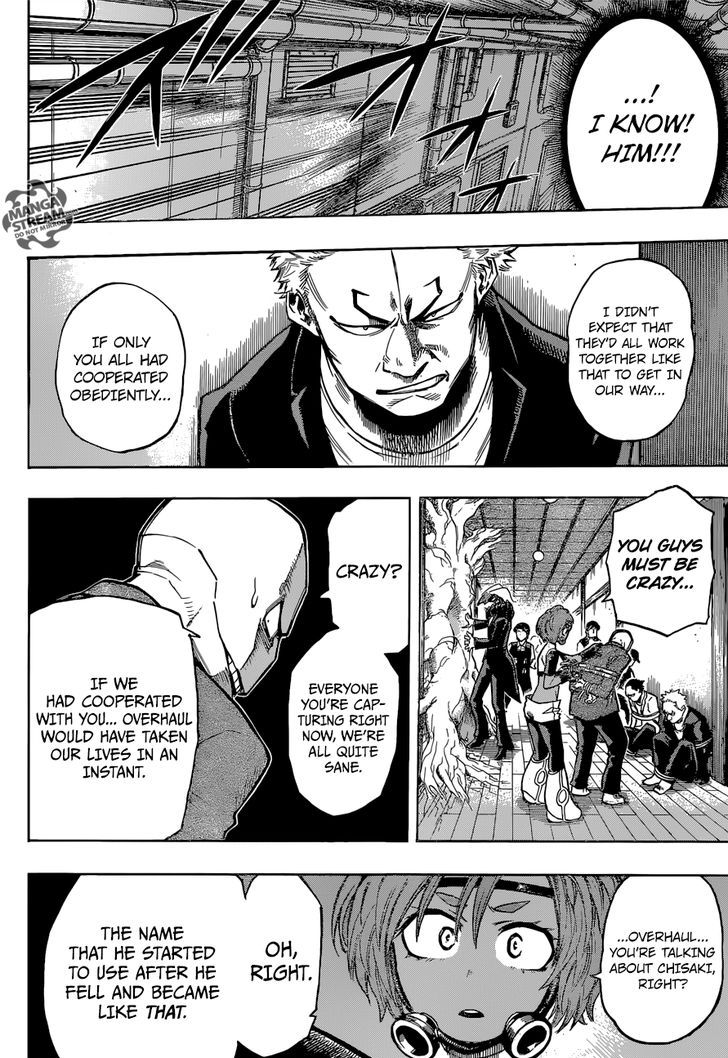 ...!
I KNOW!
HIM!!!
MANGA
STREAM
DO NOT MIRROR
I DIDN'T
EXPECT THAT
THEY'D ALL WORK
TOGETHER LIKE
THAT TO GET IN
OUR WAY...
IF ONLY
YOU ALL HAD
COOPERATED
OBEDIENTLY...
YOU GUYS
MUST BE
CRAZY...
CRAZY?
EVERYONE
YOU'RE CAP-
TURING RIGHT
NOW, WE'RE
ALL QUITE
SANE.
IF WE
HAD COOPERATED
WITH YOU... OVERHAUL
WOULD HAVE TAKEN
OUR LIVES IN AN
INSTANT.
...OVERHAUL...
YOU'RE TALKING
ABOUT CHISAKI,
RIGHT?
OH,
RIGHT.
THE NAME
THAT HE STARTED
TO USE AFTER HE
FELL AND BECAME
LIKE THAT.